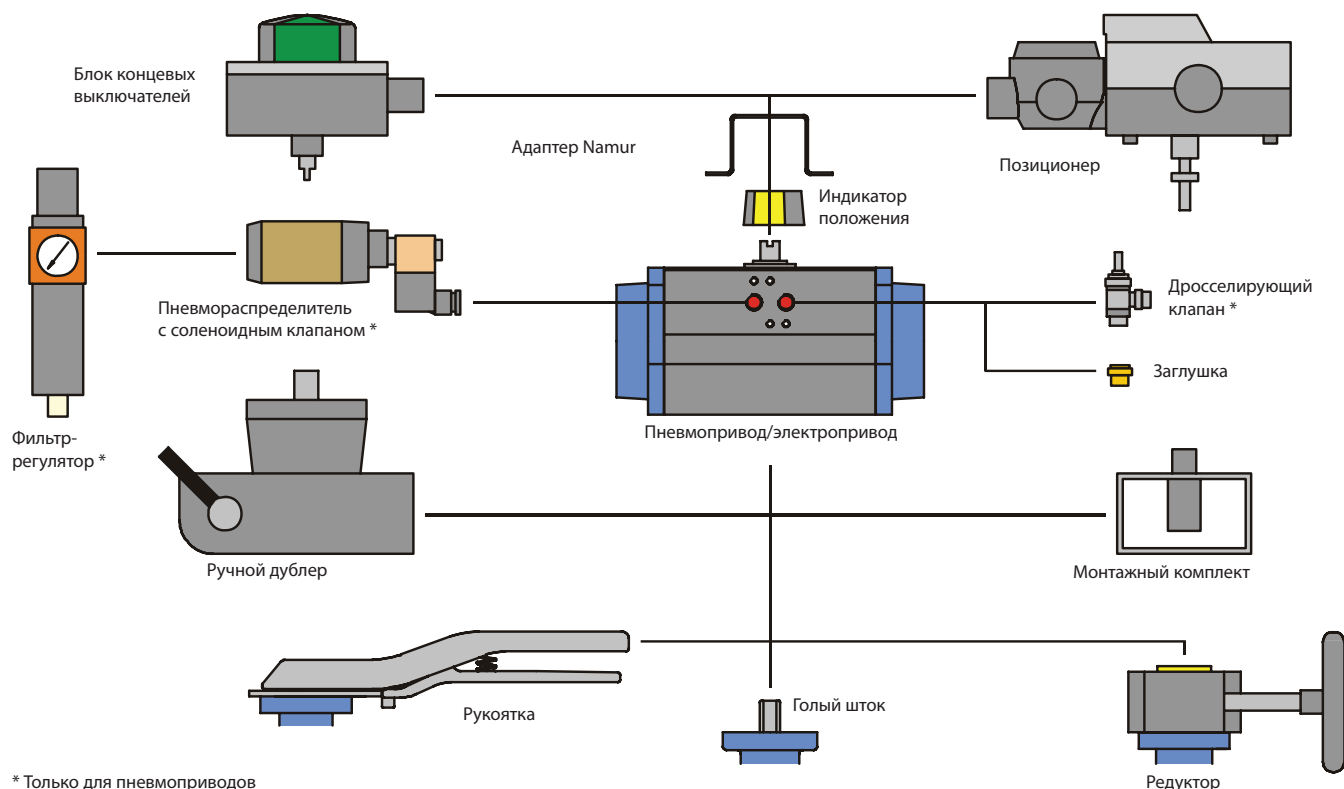 Блок концевых
выключателей
Адаптер Namur
Позиционер
Индикатор
положения
Пневмораспределитель
с соленоидным клапаном *
Дросселирующий
клапан *
Заглушка
Фильтр-
регулятор *
Пневмопривод/электропривод
Ручной дублер
Монтажный комплект
Рукоятка
Голый шток
Редуктор
* Только для пневмоприводов